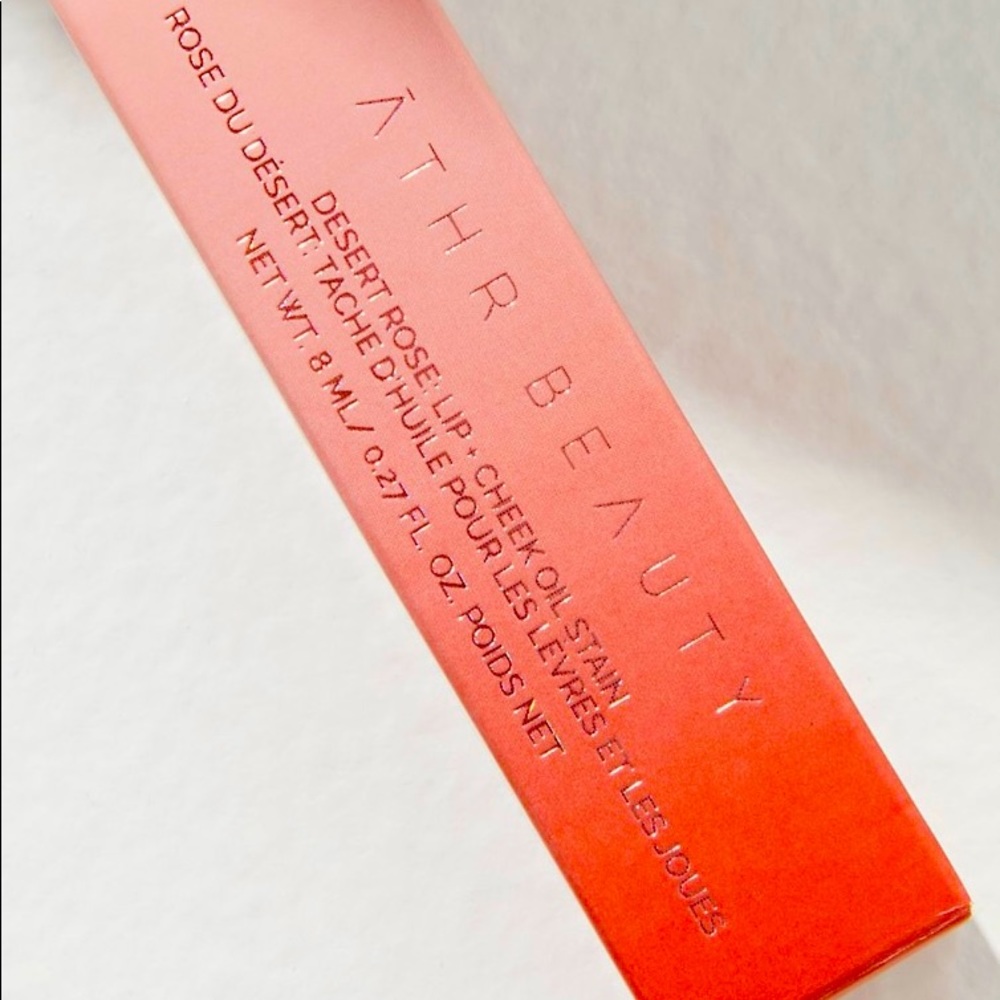 ĀTHR BEAUTY
DESERT ROSE: LIP + CHEEK OIL STAIN
ROSE DU DÉSERT: TACHE D'HUILE POUR LES LEVRES ET LES JOUES
NET WT. 8 ML/ 0.27 FL. OZ. POIDS NET